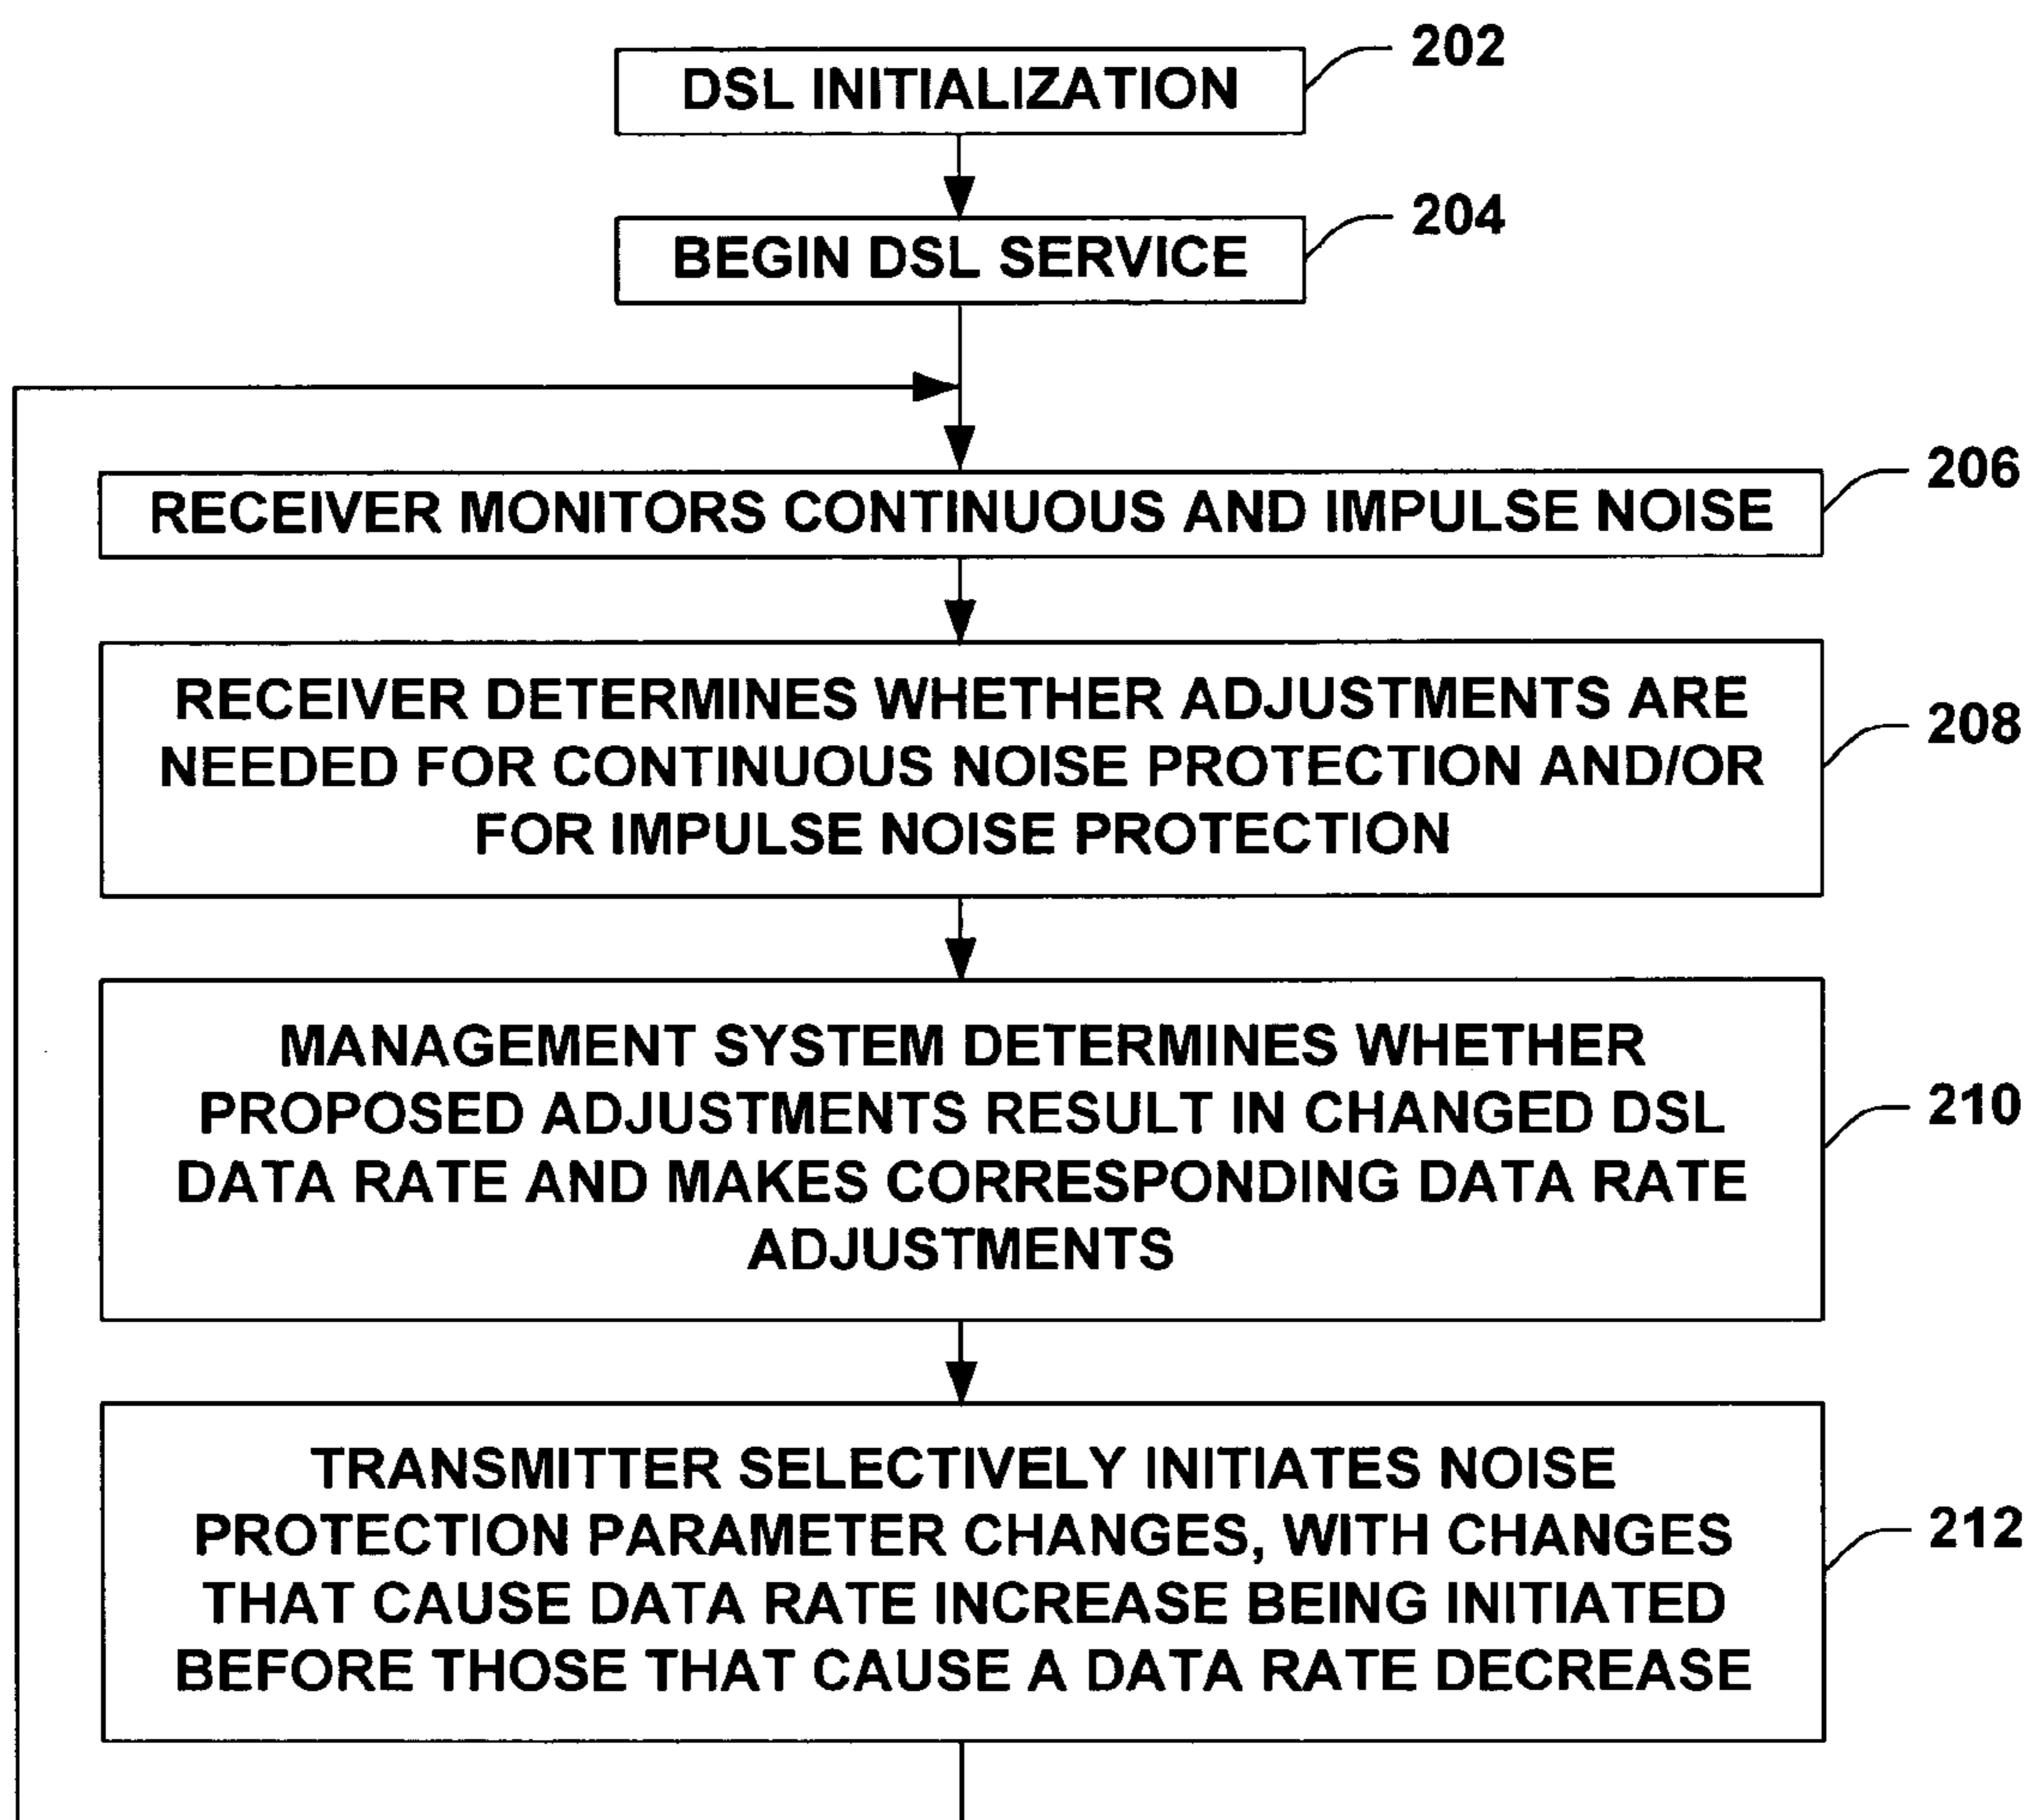 202
DSL INITIALIZATION
204
BEGIN DSL SERVICE
206
RECEIVER MONITORS CONTINUOUS AND IMPULSE NOISE
RECEIVER DETERMINES WHETHER ADJUSTMENTS ARE
NEEDED FOR CONTINUOUS NOISE PROTECTION AND/OR
FOR IMPULSE NOISE PROTECTION
208
MANAGEMENT SYSTEM DETERMINES WHETHER
PROPOSED ADJUSTMENTS RESULT IN CHANGED DSL
DATA RATE AND MAKES CORRESPONDING DATA RATE
ADJUSTMENTS
210
TRANSMITTER SELECTIVELY INITIATES NOISE
PROTECTION PARAMETER CHANGES, WITH CHANGES
THAT CAUSE DATA RATE INCREASE BEING INITIATED
BEFORE THOSE THAT CAUSE A DATA RATE DECREASE
212